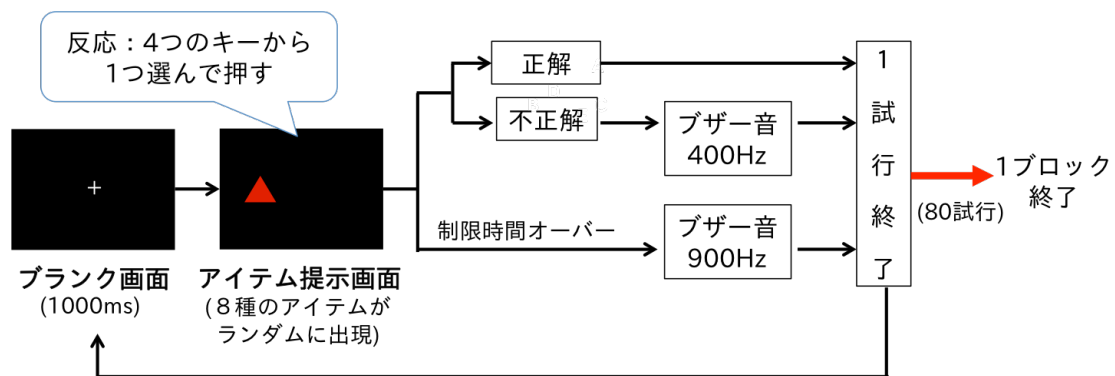 反応：4つのキーから
1つ選んで押す
ブランク画面
(1000ms)
アイテム提示画面
(８種のアイテムが
ランダムに出現)
正解
不正解
ブザー音
400Hz
制限時間オーバー
ブザー音
900Hz
1試行終了
(80試行)
1ブロック
終了